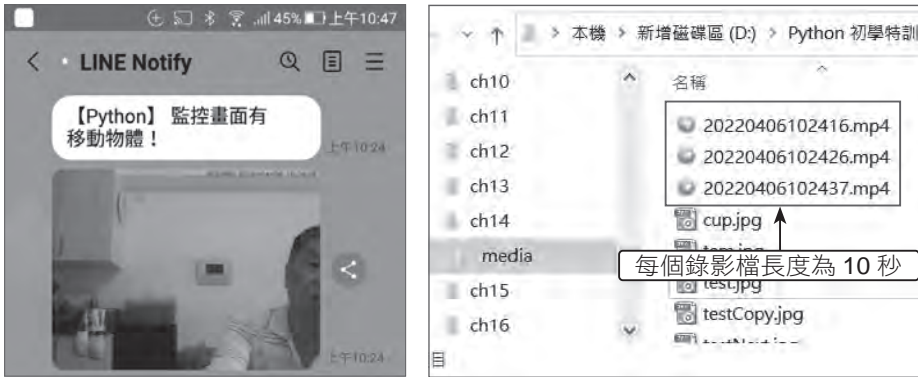 45% 上午10:47
LINE Notify
【Python】 監控畫面有
移動物體！
上午10:24
上午10:24
本機 > 新增磁碟區 (D:) > Python 初學特訓
ch10
ch11
ch12
ch13
ch14
media
ch15
ch16
名稱
20220406102416.mp4
20220406102426.mp4
20220406102437.mp4
cup.jpg
每個錄影檔長度為 10 秒
test.jpg
testCopy.jpg
目